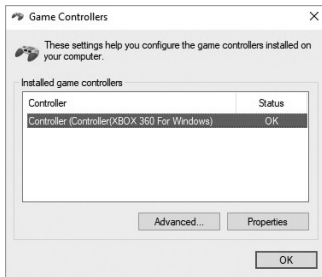 Game Controllers
These settings help you configure the game controllers installed on
your computer.
Installed game controllers
Controller Status
Controller (Controller(XBOX 360 For Windows) OK
Advanced... Properties
OK